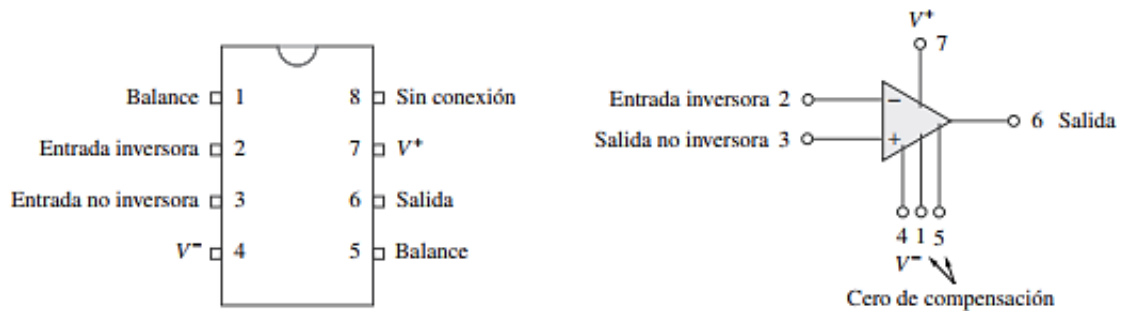 Balance 1
8 Sin conexión
Entrada inversora 2
7 V⁺
Entrada no inversora 3
6 Salida
V⁻ 4
5 Balance
V⁺
7
Entrada inversora 2
−
Salida no inversora 3
+
6 Salida
4 1 5
V⁻
Cero de compensación